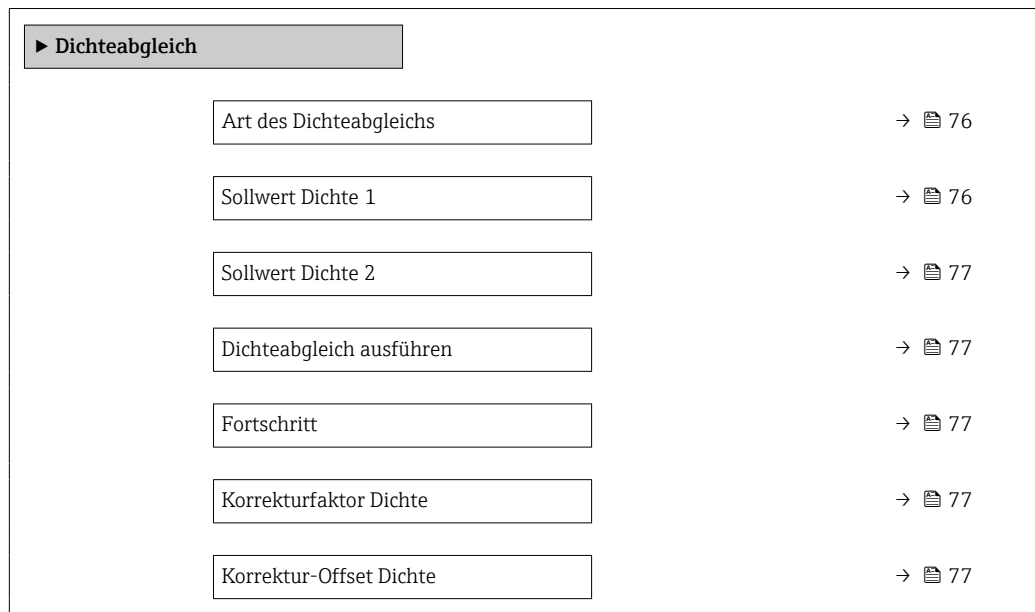 ► Dichteabgleich
Art des Dichteabgleichs → 76
Sollwert Dichte 1 → 76
Sollwert Dichte 2 → 77
Dichteabgleich ausführen → 77
Fortschritt → 77
Korrekturfaktor Dichte → 77
Korrektur-Offset Dichte → 77